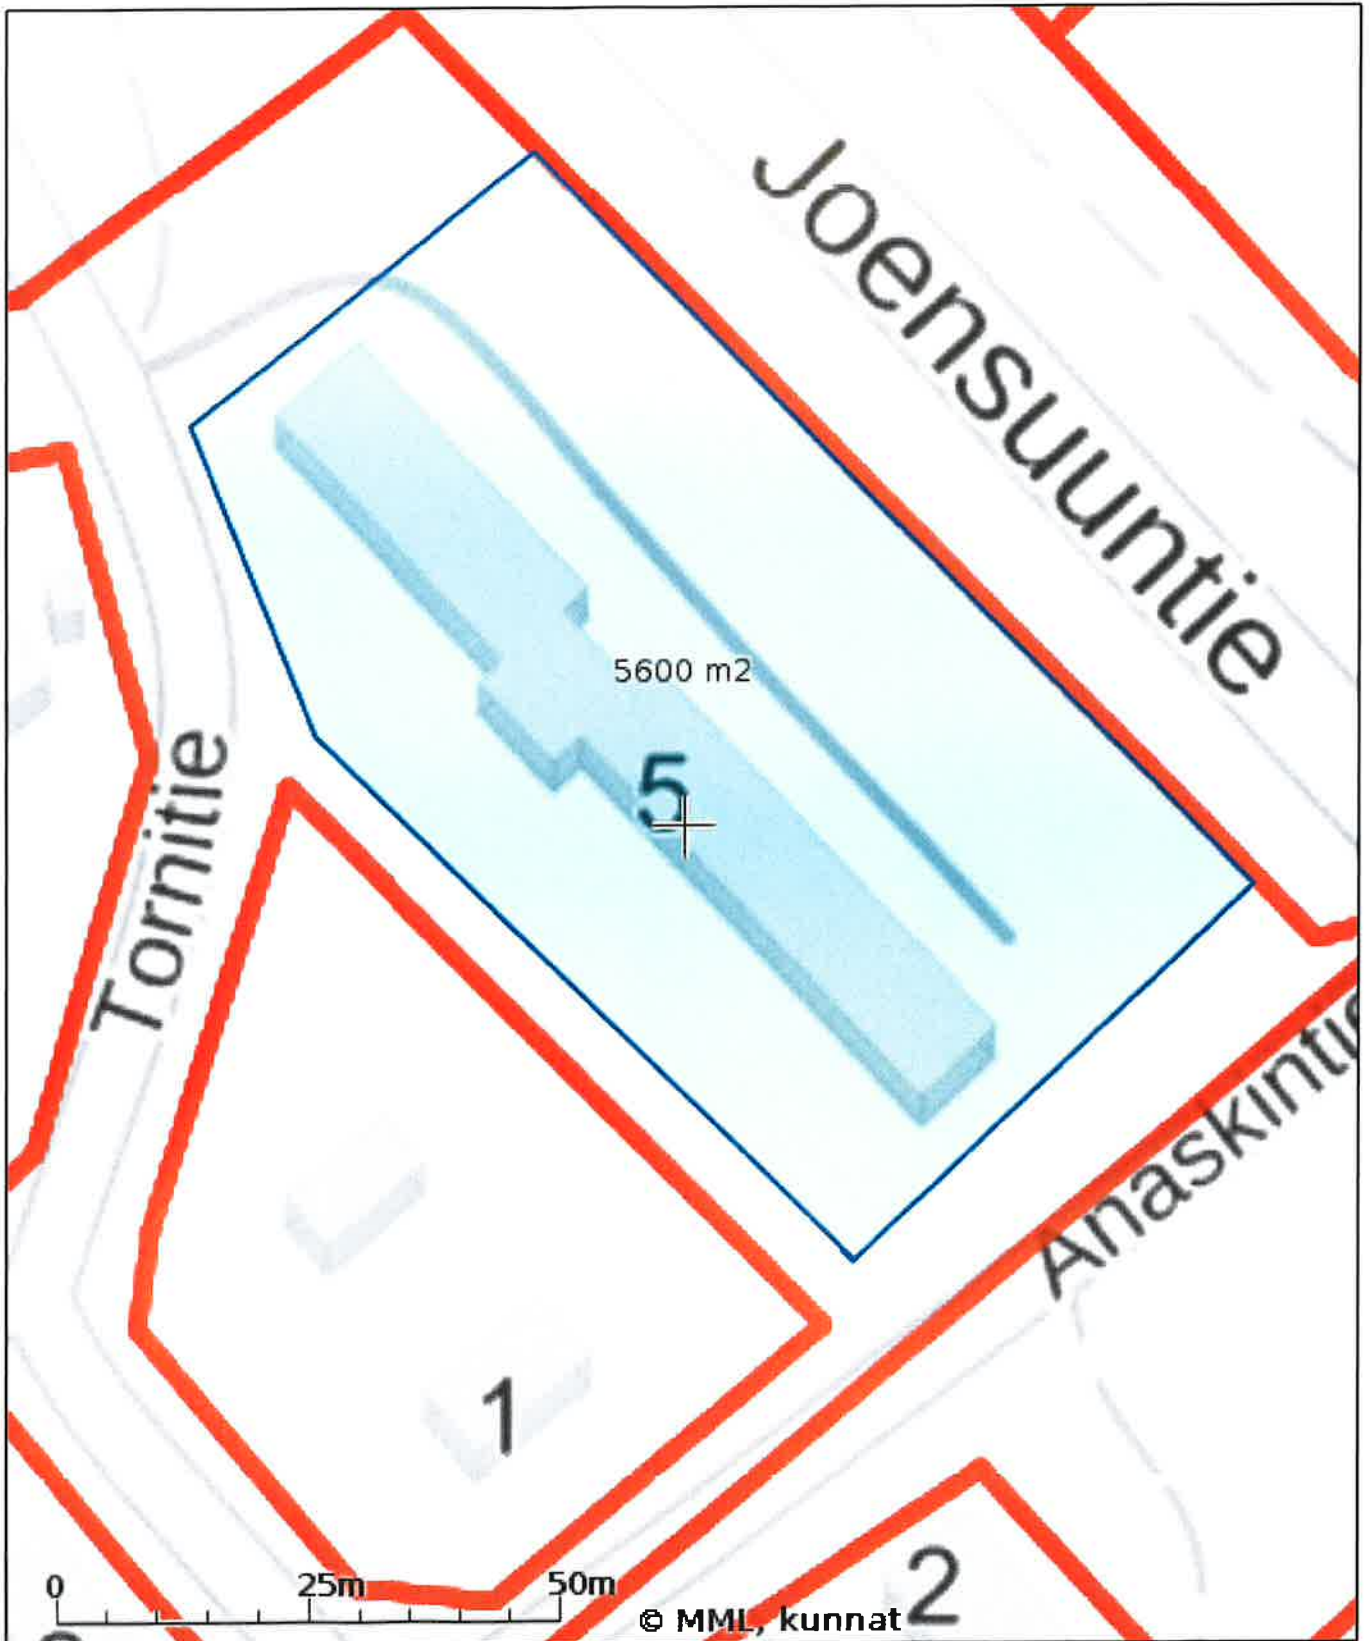 Joensuuntie
5600 m2
5
Tornitie
Anaskintie
1
2
0 25m 50m
© MML, kunnat